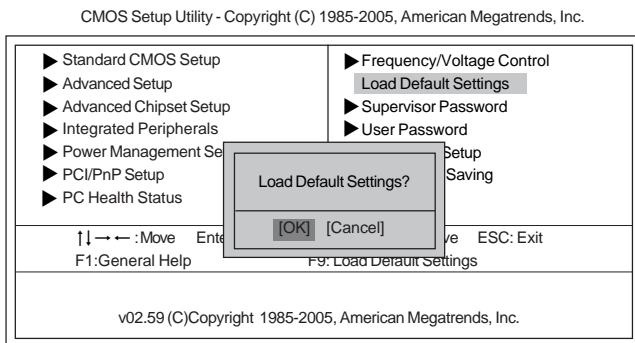 CMOS Setup Utility - Copyright (C) 1985-2005, American Megatrends, Inc.
Standard CMOS Setup
Advanced Setup
Advanced Chipset Setup
Integrated Peripherals
Power Management Se
PCI/PnP Setup
PC Health Status
Frequency/Voltage Control
Load Default Settings
Supervisor Password
User Password
Setup
Saving
Load Default Settings?
[OK] [Cancel]
↑↓→←:Move Ente ve ESC: Exit
F1:General Help F9: Load Default Settings
v02.59 (C)Copyright 1985-2005, American Megatrends, Inc.